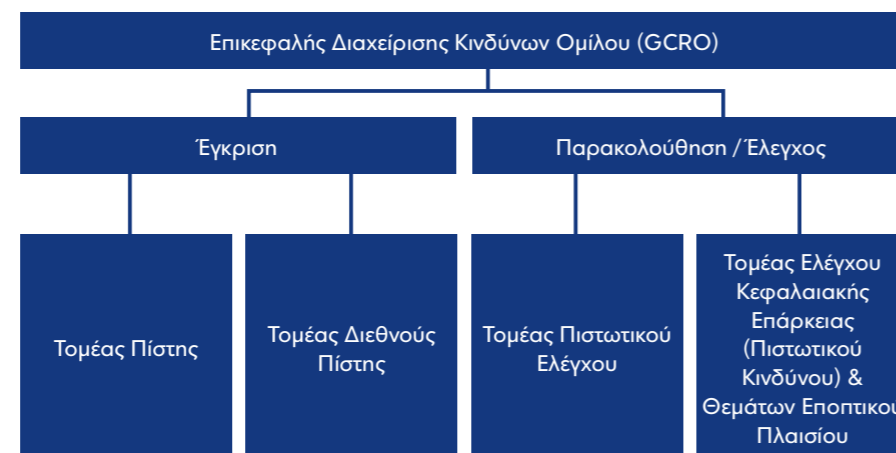 Επικεφαλής Διαχείρισης Κινδύνων Ομίλου (GCRO)
Έγκριση
Παρακολούθηση / Έλεγχος
Τομέας Πίστης
Τομέας Διεθνούς
Πίστης
Τομέας Πιστωτικού
Ελέγχου
Τομέας Ελέγχου
Κεφαλαιακής
Επάρκειας
(Πιστωτικού
Κινδύνου) &
Θεμάτων Εποπτικού
Πλαισίου